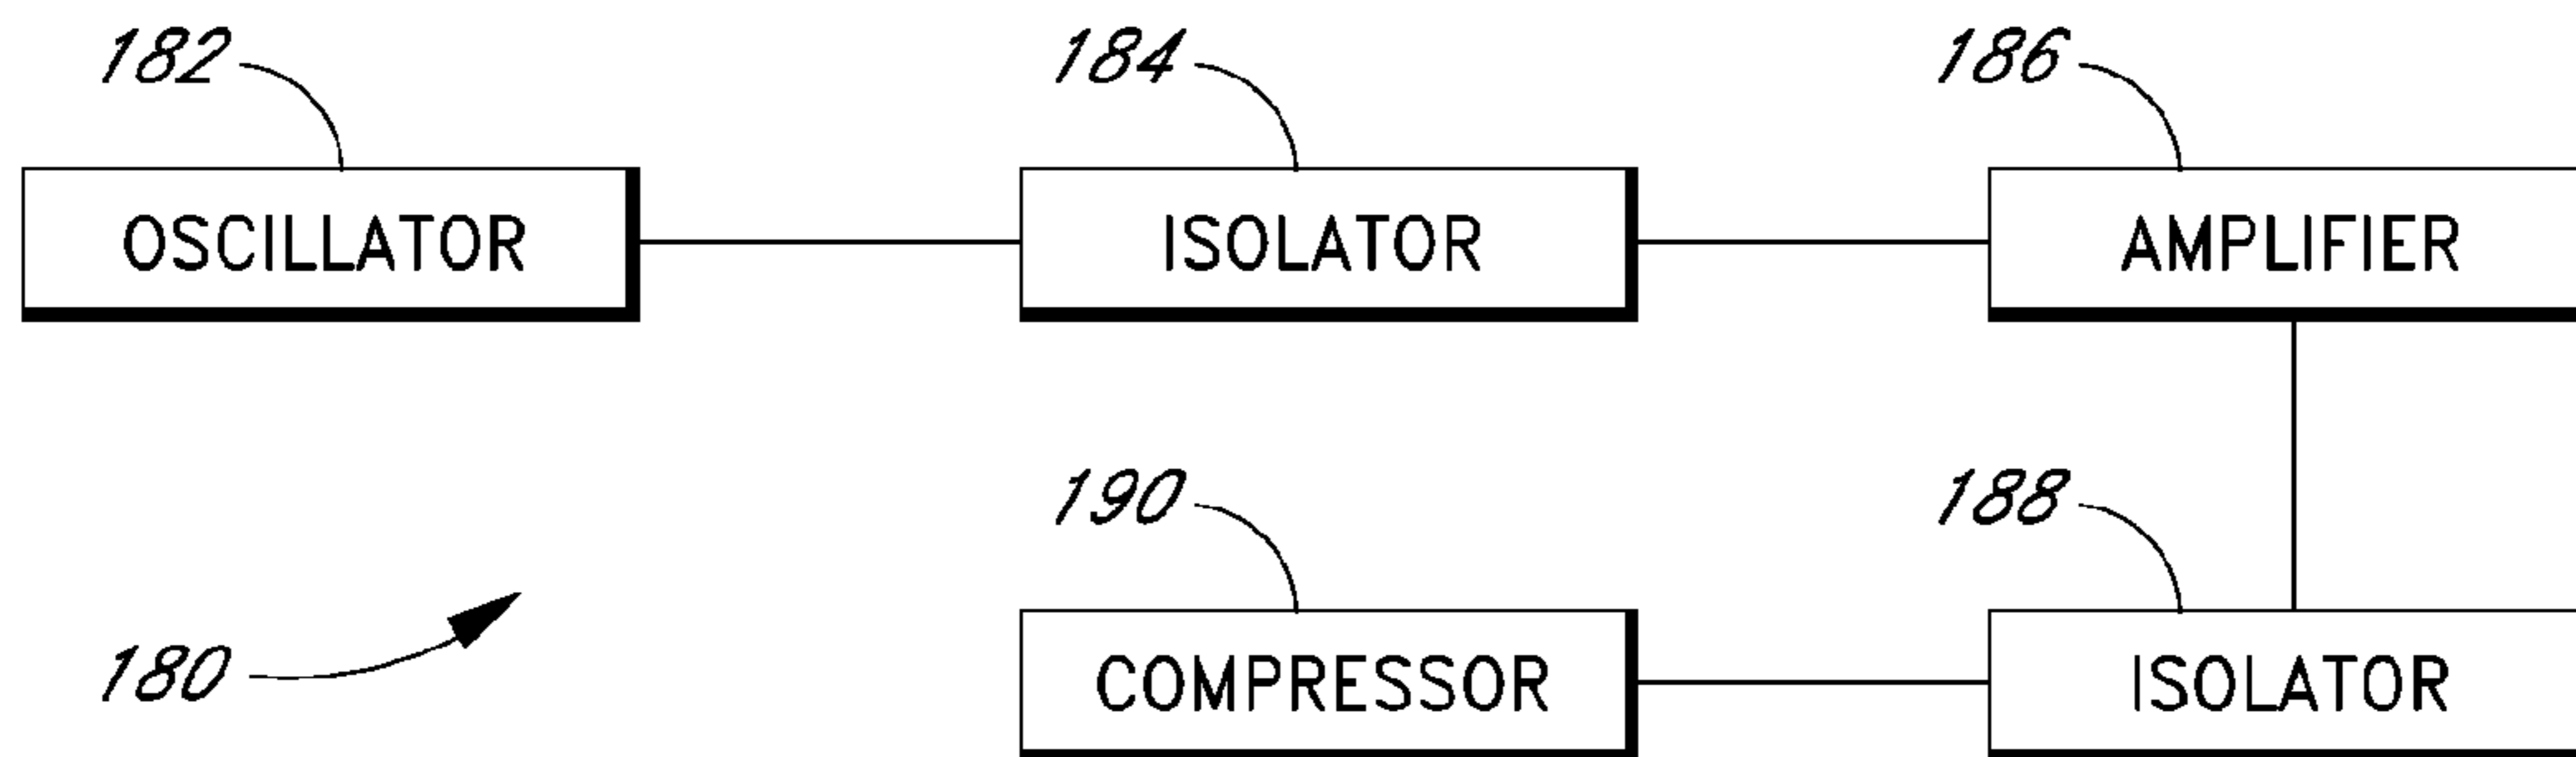 182
184
186
OSCILLATOR
ISOLATOR
AMPLIFIER
190
188
180
COMPRESSOR
ISOLATOR